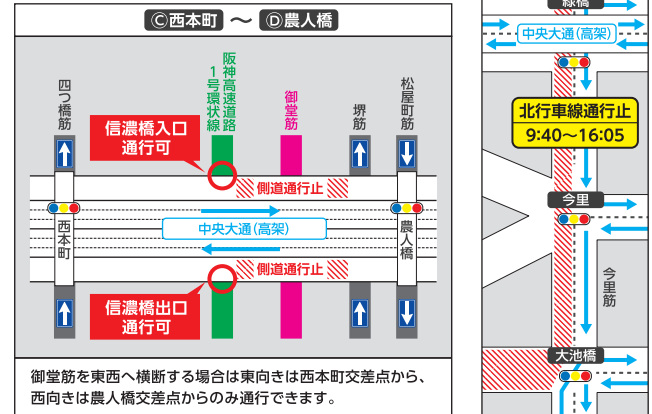 Ⓒ西本町 ～ Ⓓ農人橋
四つ橋筋
阪神高速道路
1号環状線
御堂筋
堺筋
松屋町筋
信濃橋入口
通行可
側道通行止
西本町
中央大通(高架)
農人橋
側道通行止
信濃橋出口
通行可
御堂筋を東西へ横断する場合は東向きは西本町交差点から、
西向きは農人橋交差点からのみ通行できます。
緑橋
中央大通(高架)
北行車線通行止
9:40～16:05
今里
今里筋
大池橋